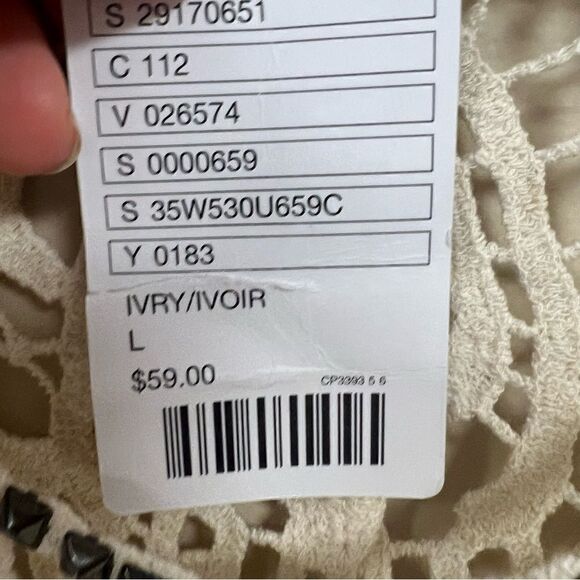 S 29170651
C 112
V 026574
S 0000659
S 35W530U659C
Y 0183
IVRY/IVOIR
L
$59.00 CP3393 5 6